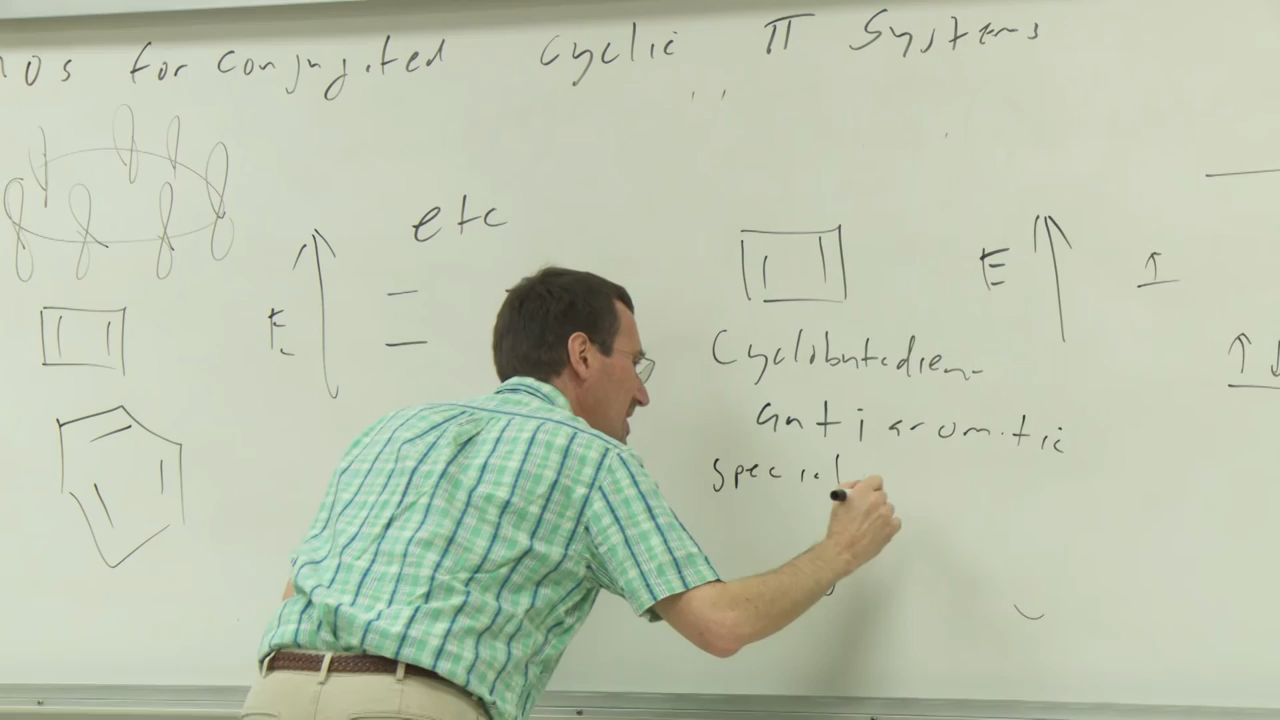 MOs for conjugated cyclic π Systems
etc
E
E
Cyclobutadiene
antiaromatic
special